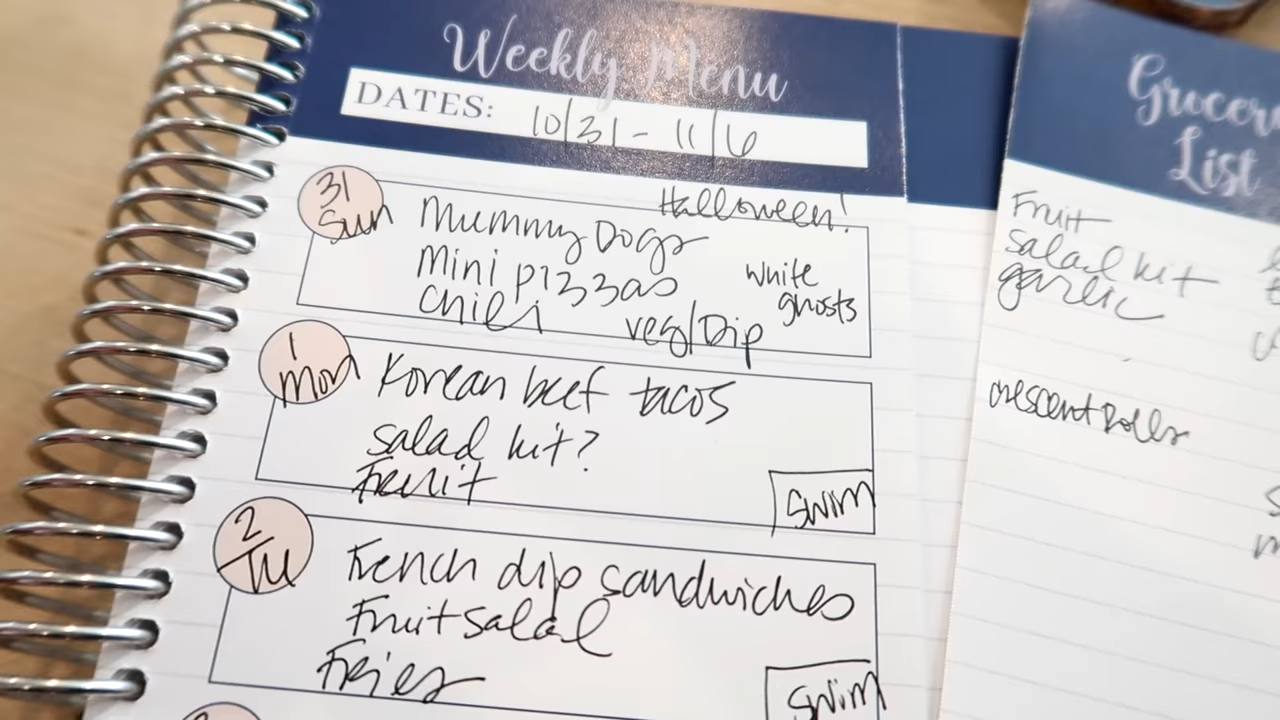 Weekly Menu
DATES: 10/31 - 11/6
31 Sun
Halloween!
Mummy Dogs
Mini pizzas
Chili
veg/Dip
white ghosts
1 Mon
Korean beef tacos
salad kit?
Fruit
Swim
2/Tu
French dip sandwiches
Fruit salad
Fries
Swim
Grocery
List
Fruit
salad kit
garlic
crescent rolls